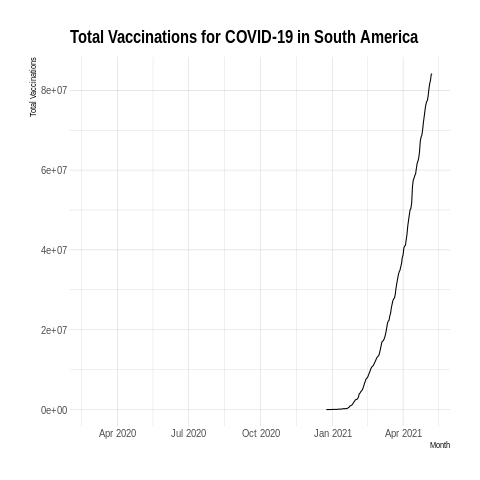 Total Vaccinations for COVID-19 in South America
Total Vaccinations
8e+07
6e+07
4e+07
2e+07
0e+00
Apr 2020 Jul 2020 Oct 2020 Jan 2021 Apr 2021
Month